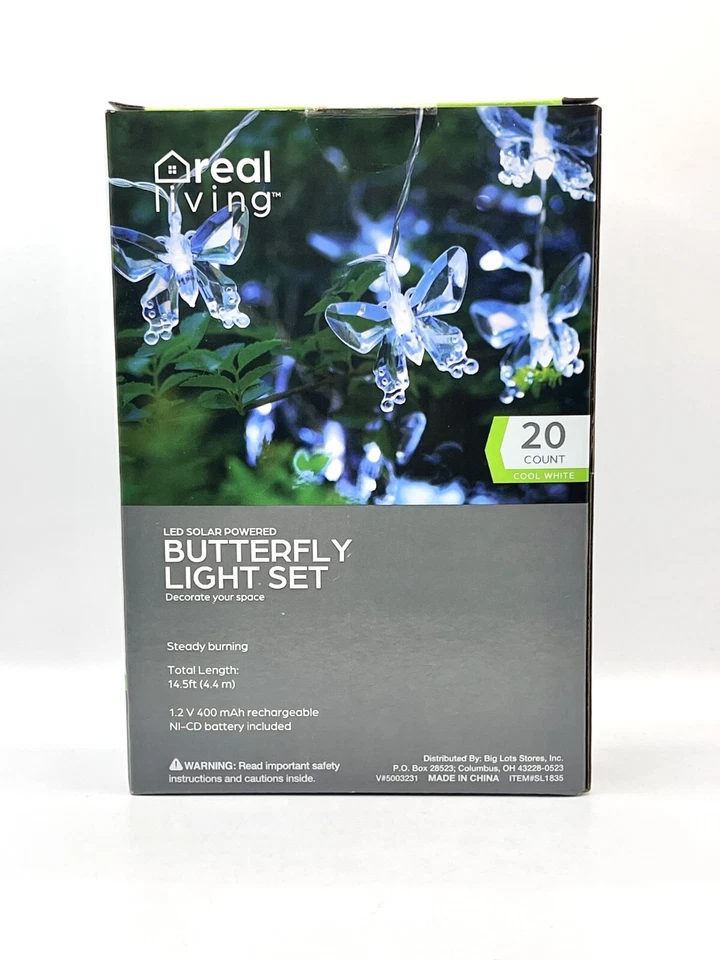 real
living™
20
COUNT
COOL WHITE
LED SOLAR POWERED
BUTTERFLY
LIGHT SET
Decorate your space
Steady burning
Total Length:
14.5ft (4.4 m)
1.2 V 400 mAh rechargeable
NI-CD battery included
WARNING: Read important safety
instructions and cautions inside.
Distributed By: Big Lots Stores, Inc.
P.O. Box 28523; Columbus, OH 43228-0523
V#5003231 MADE IN CHINA ITEM#SL1835